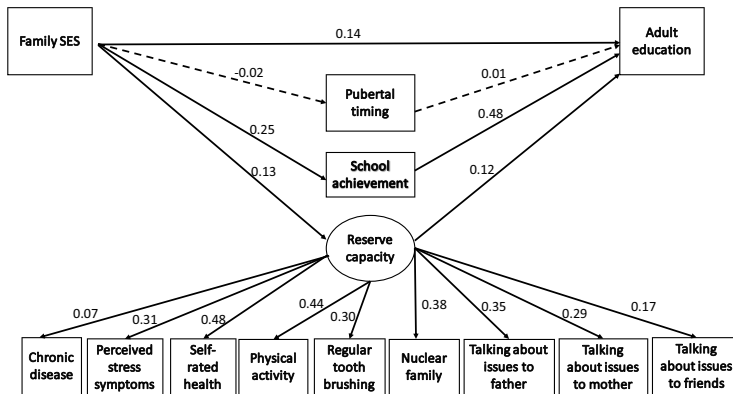 Family SES
0.14
Adult
education
-0.02
0.01
Pubertal
timing
0.25
0.48
School
achievement
0.13
0.12
Reserve
capacity
0.07
0.31
0.48
0.44
0.30
0.38
0.35
0.29
0.17
Chronic
disease
Perceived
stress
symptoms
Self-
rated
health
Physical
activity
Regular
tooth
brushing
Nuclear
family
Talking about
issues to
father
Talking
about issues
to mother
Talking
about issues
to friends